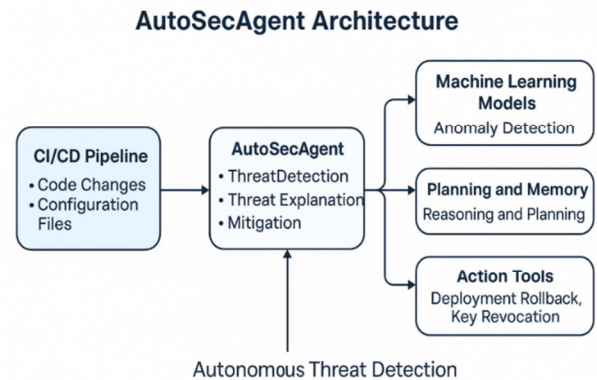 AutoSecAgent Architecture
CI/CD Pipeline
• Code Changes
• Configuration
Files
AutoSecAgent
• ThreatDetection
• Threat Explanation
• Mitigation
Machine Learning
Models
Anomaly Detection
Planning and Memory
Reasoning and Planning
Action Tools
Deployment Rollback,
Key Revocation
Autonomous Threat Detection